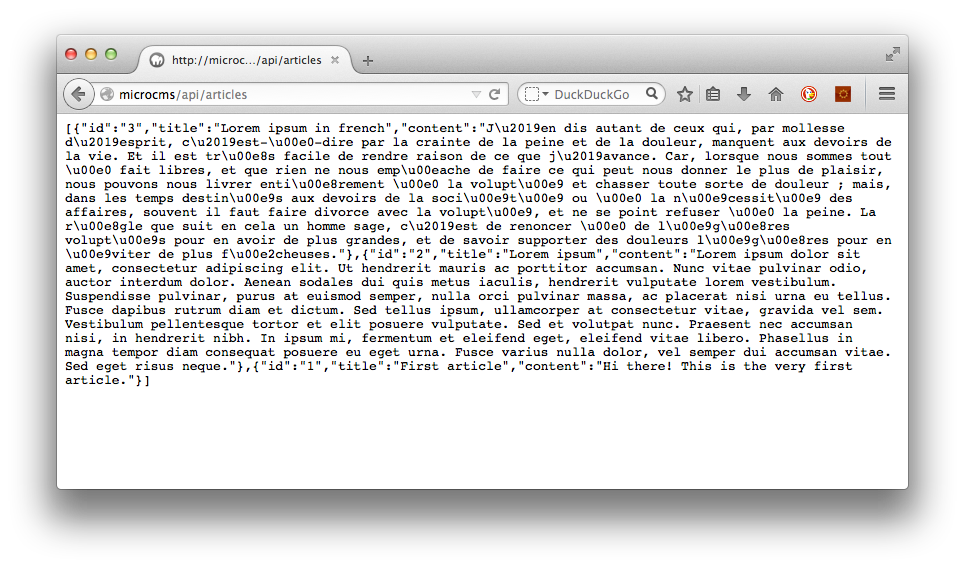 http://microc.../api/articles
microcms/api/articles
DuckDuckGo
[{"id":"3","title":"Lorem ipsum in french","content":"J\u2019en dis autant de ceux qui, par mollesse
d\u2019esprit, c\u2019est-\u00e0-dire par la crainte de la peine et de la douleur, manquent aux devoirs de
la vie. Et il est tr\u00e8s facile de rendre raison de ce que j\u2019avance. Car, lorsque nous sommes tout
\u00e0 fait libres, et que rien ne nous emp\u00eache de faire ce qui peut nous donner le plus de plaisir,
nous pouvons nous livrer enti\u00e8rement \u00e0 la volupt\u00e9 et chasser toute sorte de douleur ; mais,
dans les temps destin\u00e9s aux devoirs de la soci\u00e9t\u00e9 ou \u00e0 la n\u00e9cessit\u00e9 des
affaires, souvent il faut faire divorce avec la volupt\u00e9, et ne se point refuser \u00e0 la peine. La
r\u00e8gle que suit en cela un homme sage, c\u2019est de renoncer \u00e0 de l\u00e9g\u00e8res
volupt\u00e9s pour en avoir de plus grandes, et de savoir supporter des douleurs l\u00e9g\u00e8res pour en
\u00e9viter de plus f\u00e2cheuses."},{"id":"2","title":"Lorem ipsum","content":"Lorem ipsum dolor sit
amet, consectetur adipiscing elit. Ut hendrerit mauris ac porttitor accumsan. Nunc vitae pulvinar odio,
auctor interdum dolor. Aenean sodales dui quis metus iaculis, hendrerit vulputate lorem vestibulum.
Suspendisse pulvinar, purus at euismod semper, nulla orci pulvinar massa, ac placerat nisi urna eu tellus.
Fusce dapibus rutrum diam et dictum. Sed tellus ipsum, ullamcorper at consectetur vitae, gravida vel sem.
Vestibulum pellentesque tortor et elit posuere vulputate. Sed et volutpat nunc. Praesent nec accumsan
nisi, in hendrerit nibh. In ipsum mi, fermentum et eleifend eget, eleifend vitae libero. Phasellus in
magna tempor diam consequat posuere eu eget urna. Fusce varius nulla dolor, vel semper dui accumsan vitae.
Sed eget risus neque."},{"id":"1","title":"First article","content":"Hi there! This is the very first
article."}]